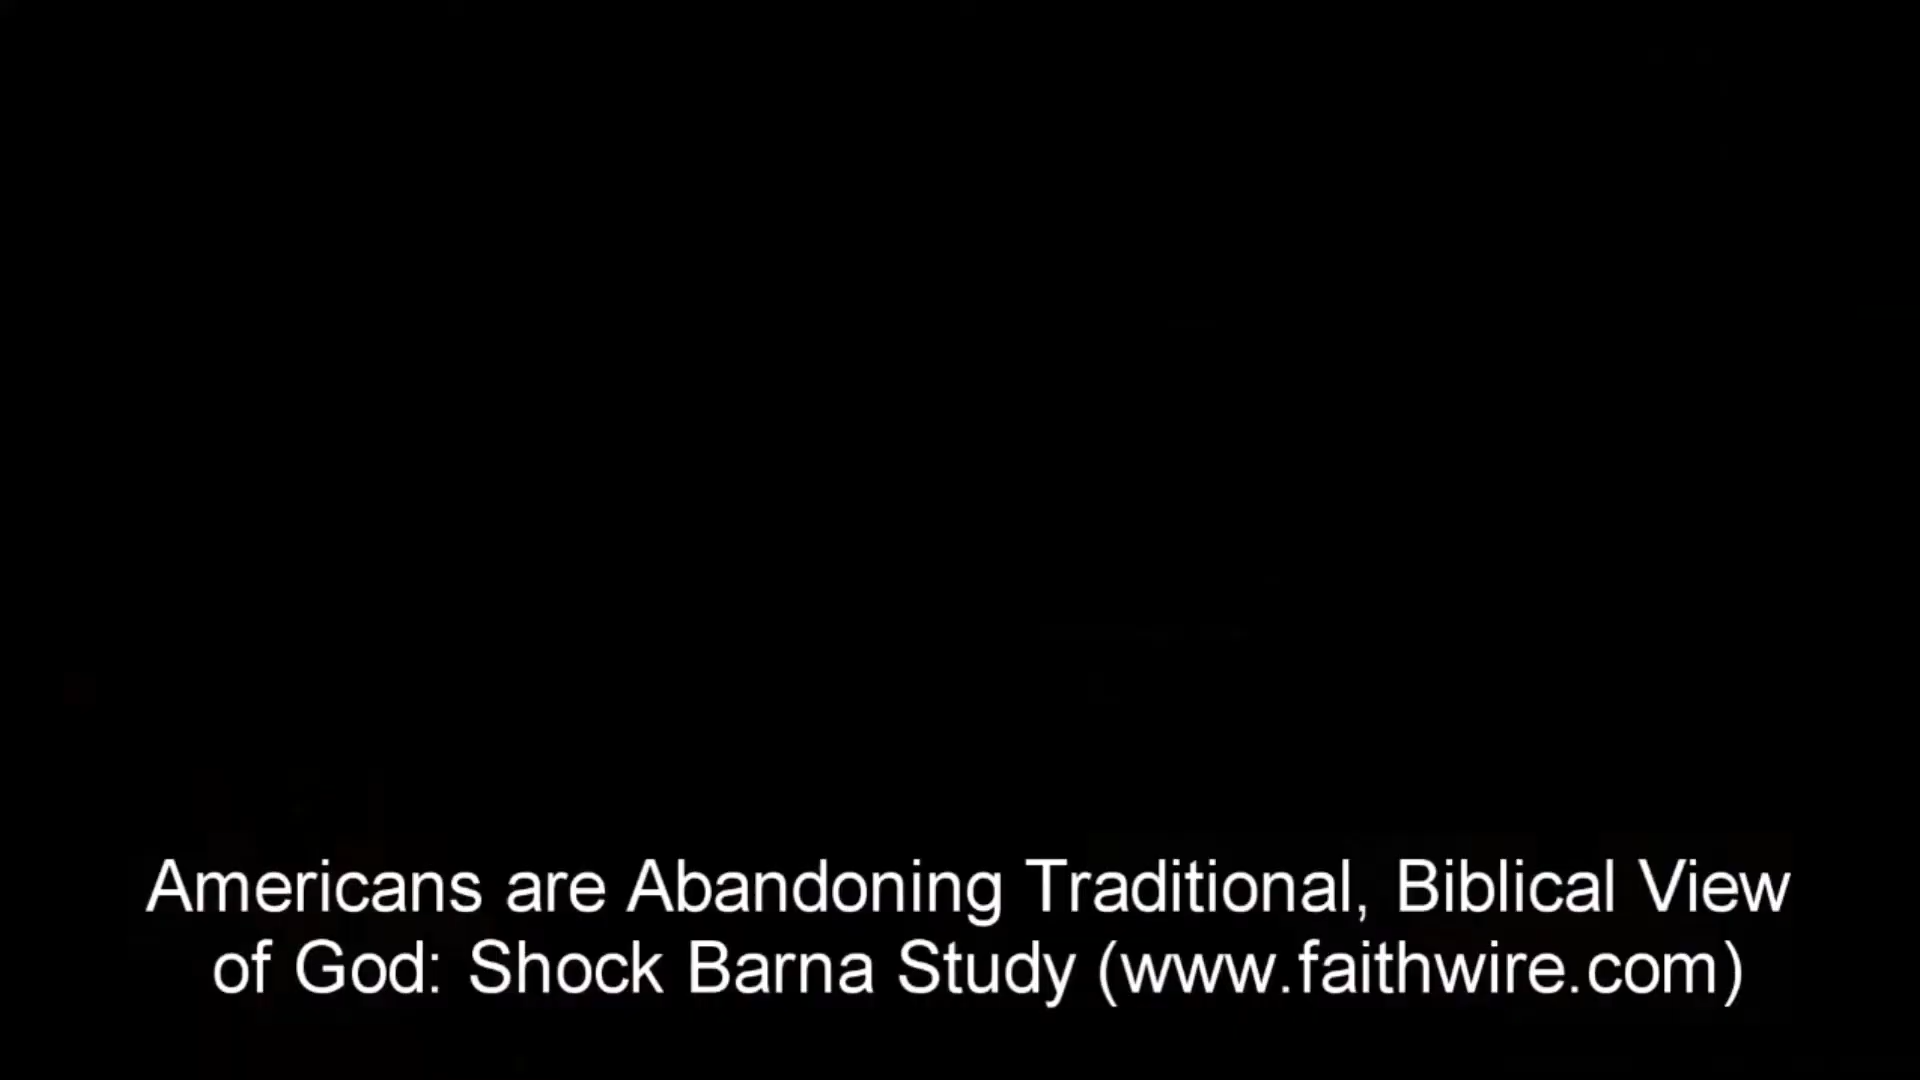 Americans are Abandoning Traditional, Biblical View
of God: Shock Barna Study (www.faithwire.com)